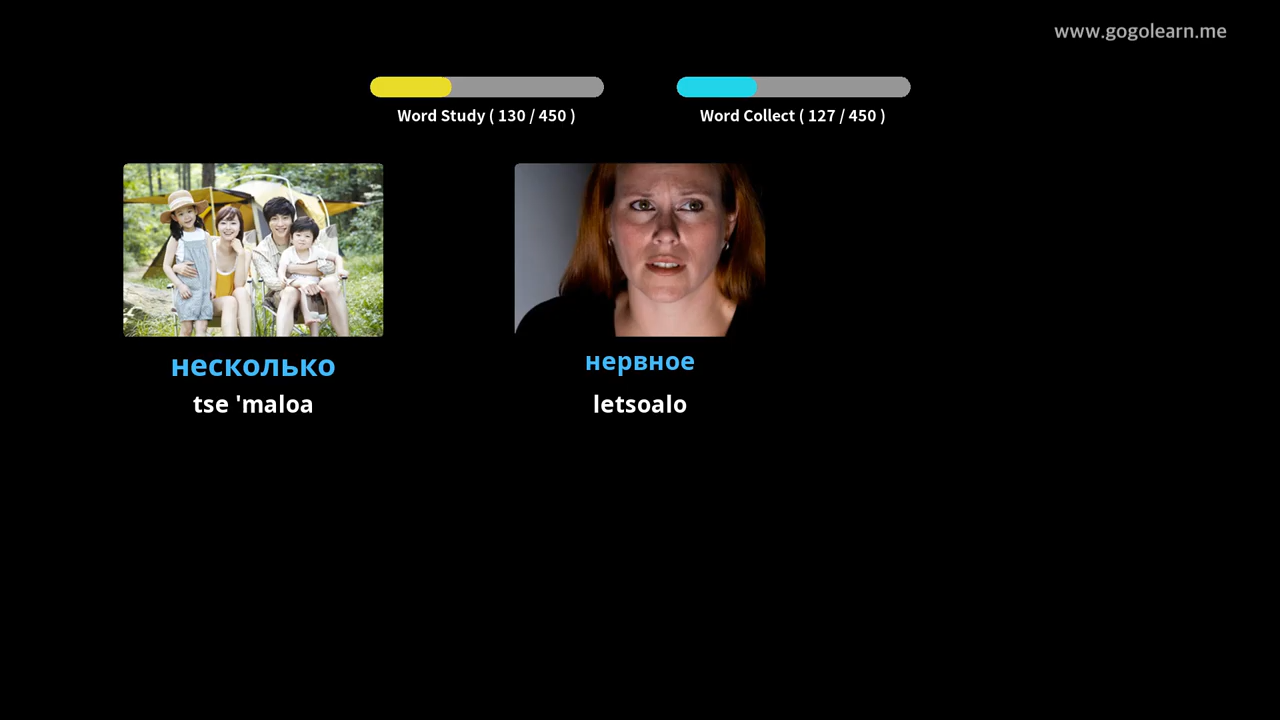 www.gogolearn.me
Word Study ( 130 / 450 )
Word Collect ( 127 / 450 )
несколько
tse 'maloa
нервное
letsoalo